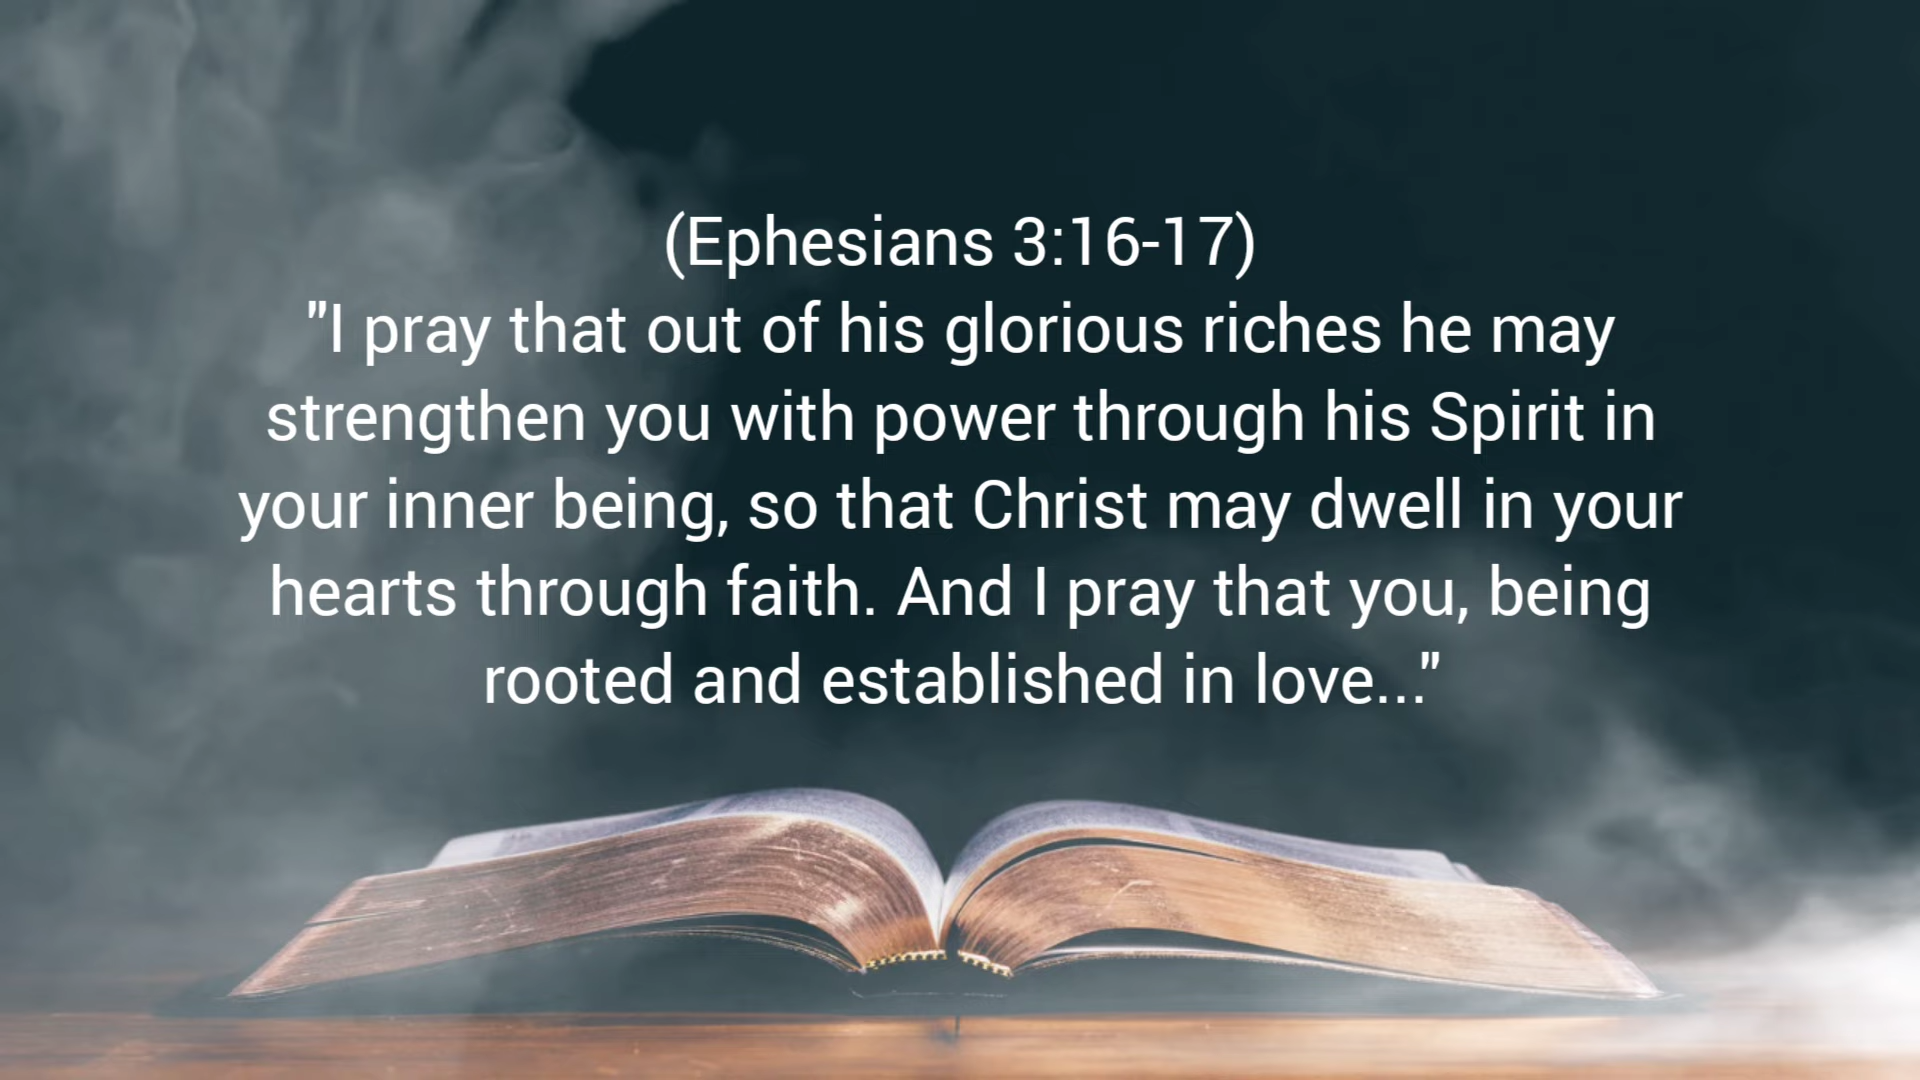 (Ephesians 3:16-17)
"I pray that out of his glorious riches he may
strengthen you with power through his Spirit in
your inner being, so that Christ may dwell in your
hearts through faith. And I pray that you, being
rooted and established in love..."